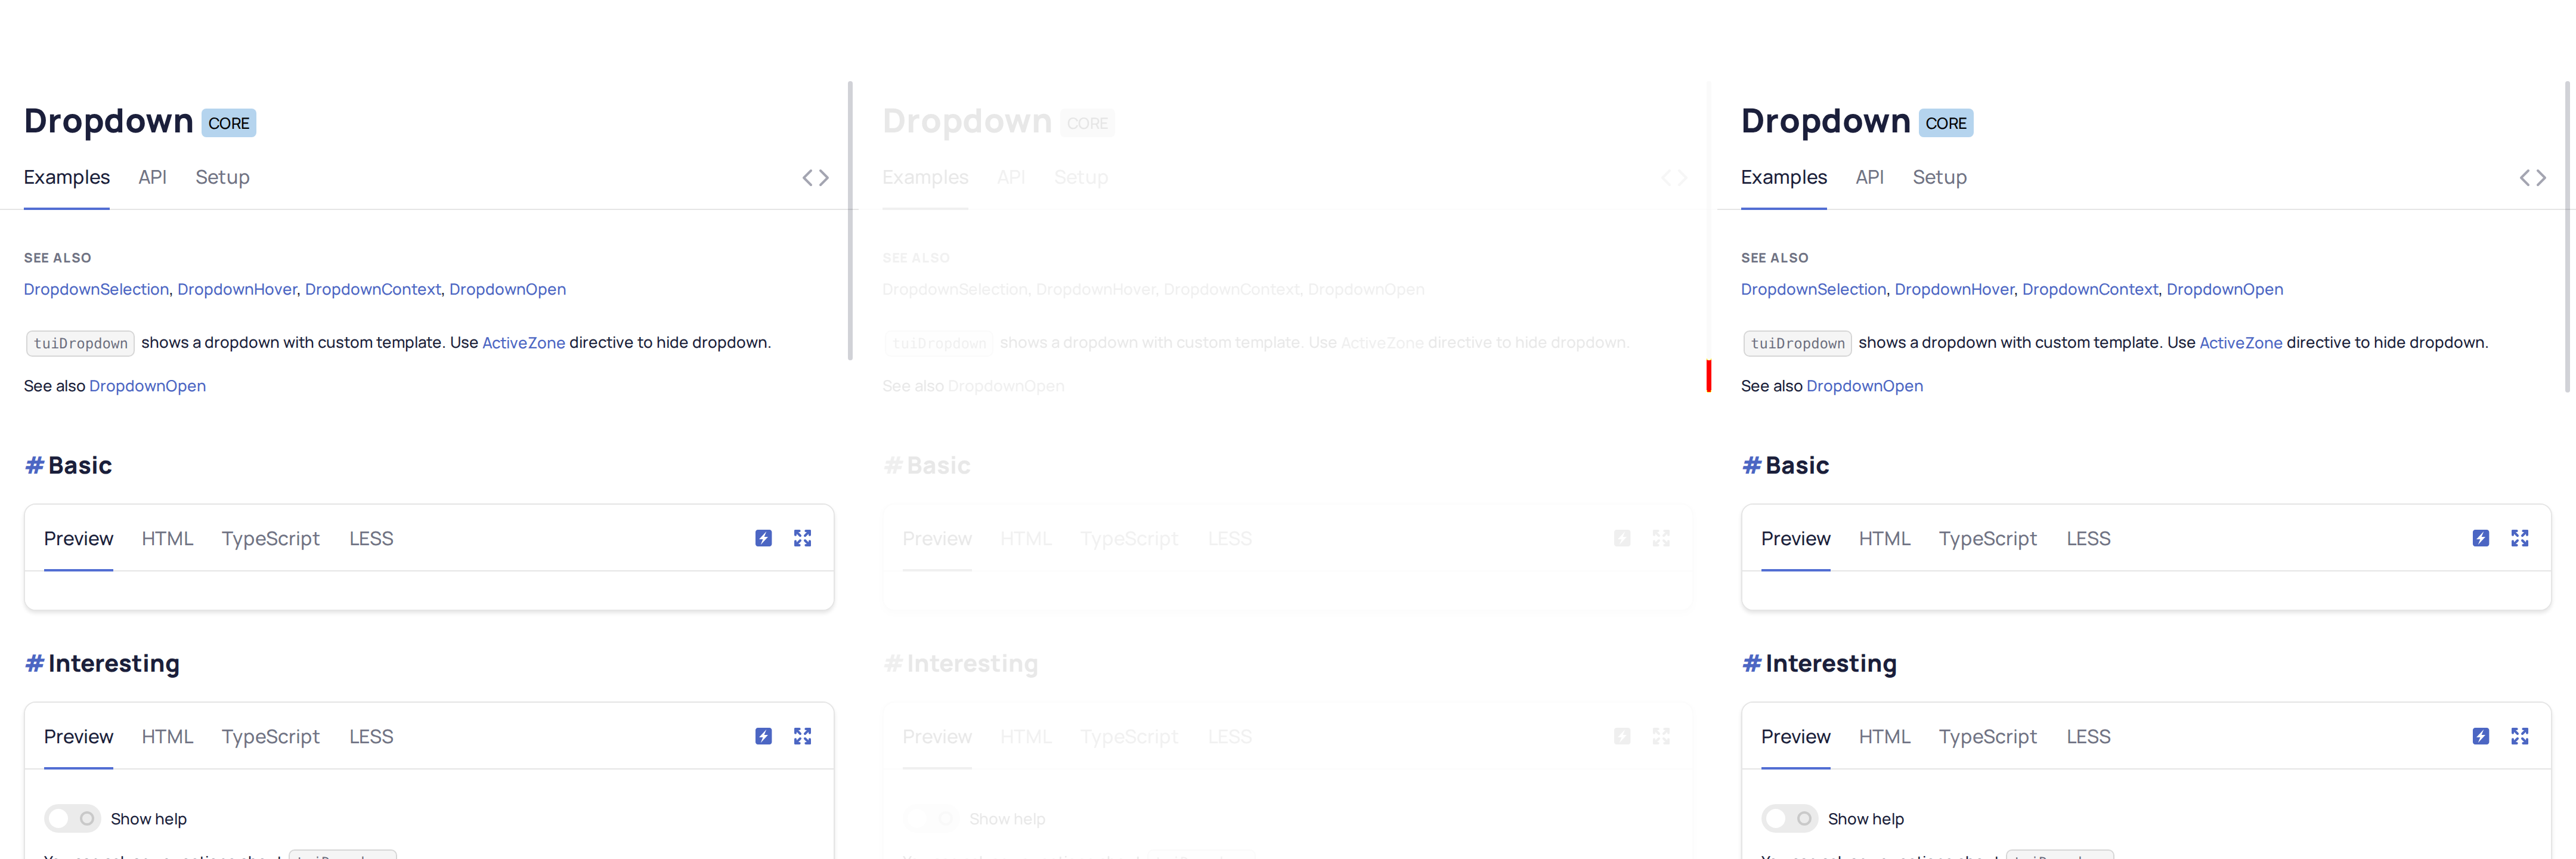 Dropdown CORE
Examples API Setup
SEE ALSO
DropdownSelection, DropdownHover, DropdownContext, DropdownOpen
tuiDropdown shows a dropdown with custom template. Use ActiveZone directive to hide dropdown.
See also DropdownOpen
# Basic
Preview HTML TypeScript LESS
# Interesting
Preview HTML TypeScript LESS
Show help
Dropdown CORE
Examples API Setup
SEE ALSO
DropdownSelection, DropdownHover, DropdownContext, DropdownOpen
tuiDropdown shows a dropdown with custom template. Use ActiveZone directive to hide dropdown.
See also DropdownOpen
# Basic
Preview HTML TypeScript LESS
# Interesting
Preview HTML TypeScript LESS
Show help
Dropdown CORE
Examples API Setup
SEE ALSO
DropdownSelection, DropdownHover, DropdownContext, DropdownOpen
tuiDropdown shows a dropdown with custom template. Use ActiveZone directive to hide dropdown.
See also DropdownOpen
# Basic
Preview HTML TypeScript LESS
# Interesting
Preview HTML TypeScript LESS
Show help